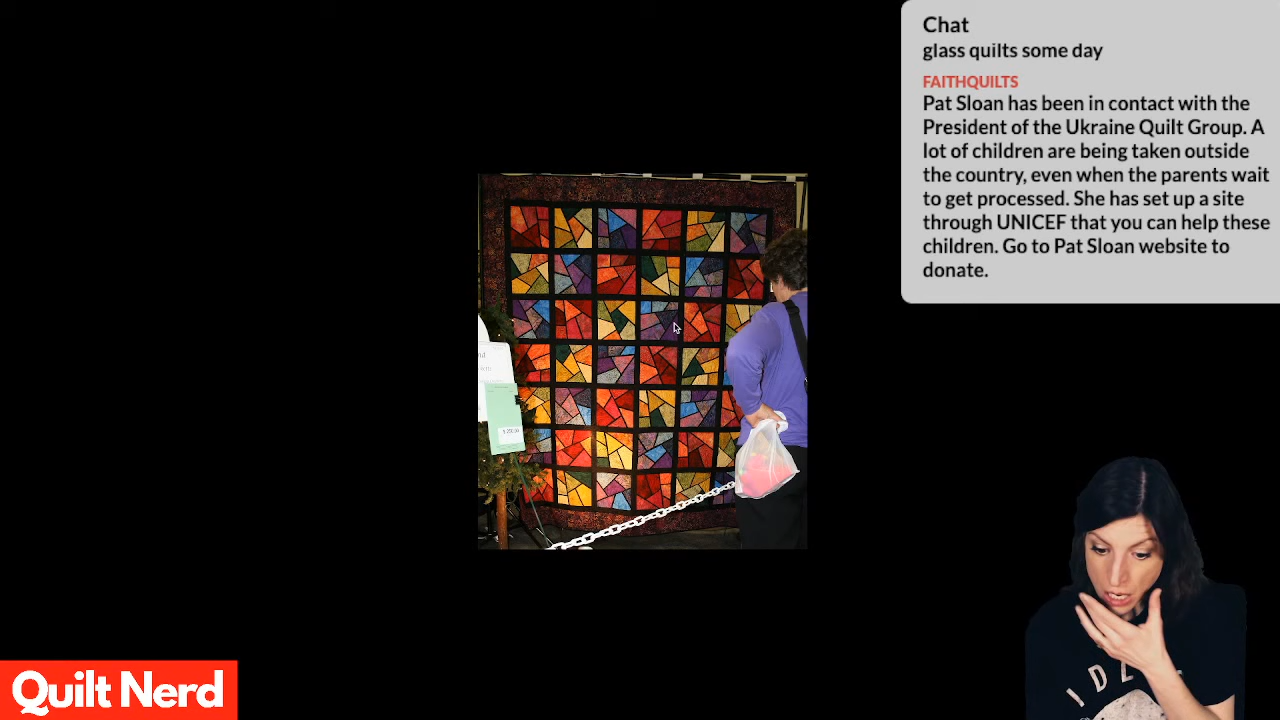 Chat
glass quilts some day
FAITHQUILTS
Pat Sloan has been in contact with the
President of the Ukraine Quilt Group. A
lot of children are being taken outside
the country, even when the parents wait
to get processed. She has set up a site
through UNICEF that you can help these
children. Go to Pat Sloan website to
donate.
Quilt Nerd